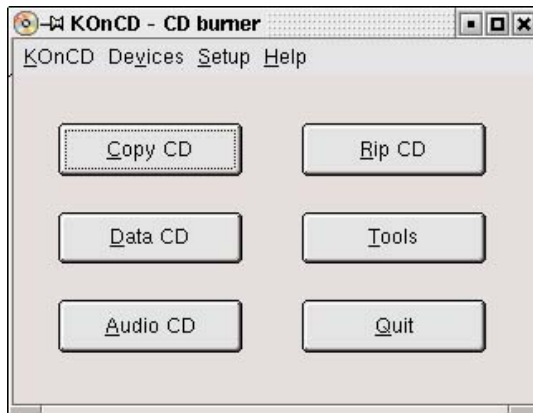 KOnCD - CD burner
KOnCD Devices Setup Help
Copy CD Rip CD
Data CD Tools
Audio CD Quit